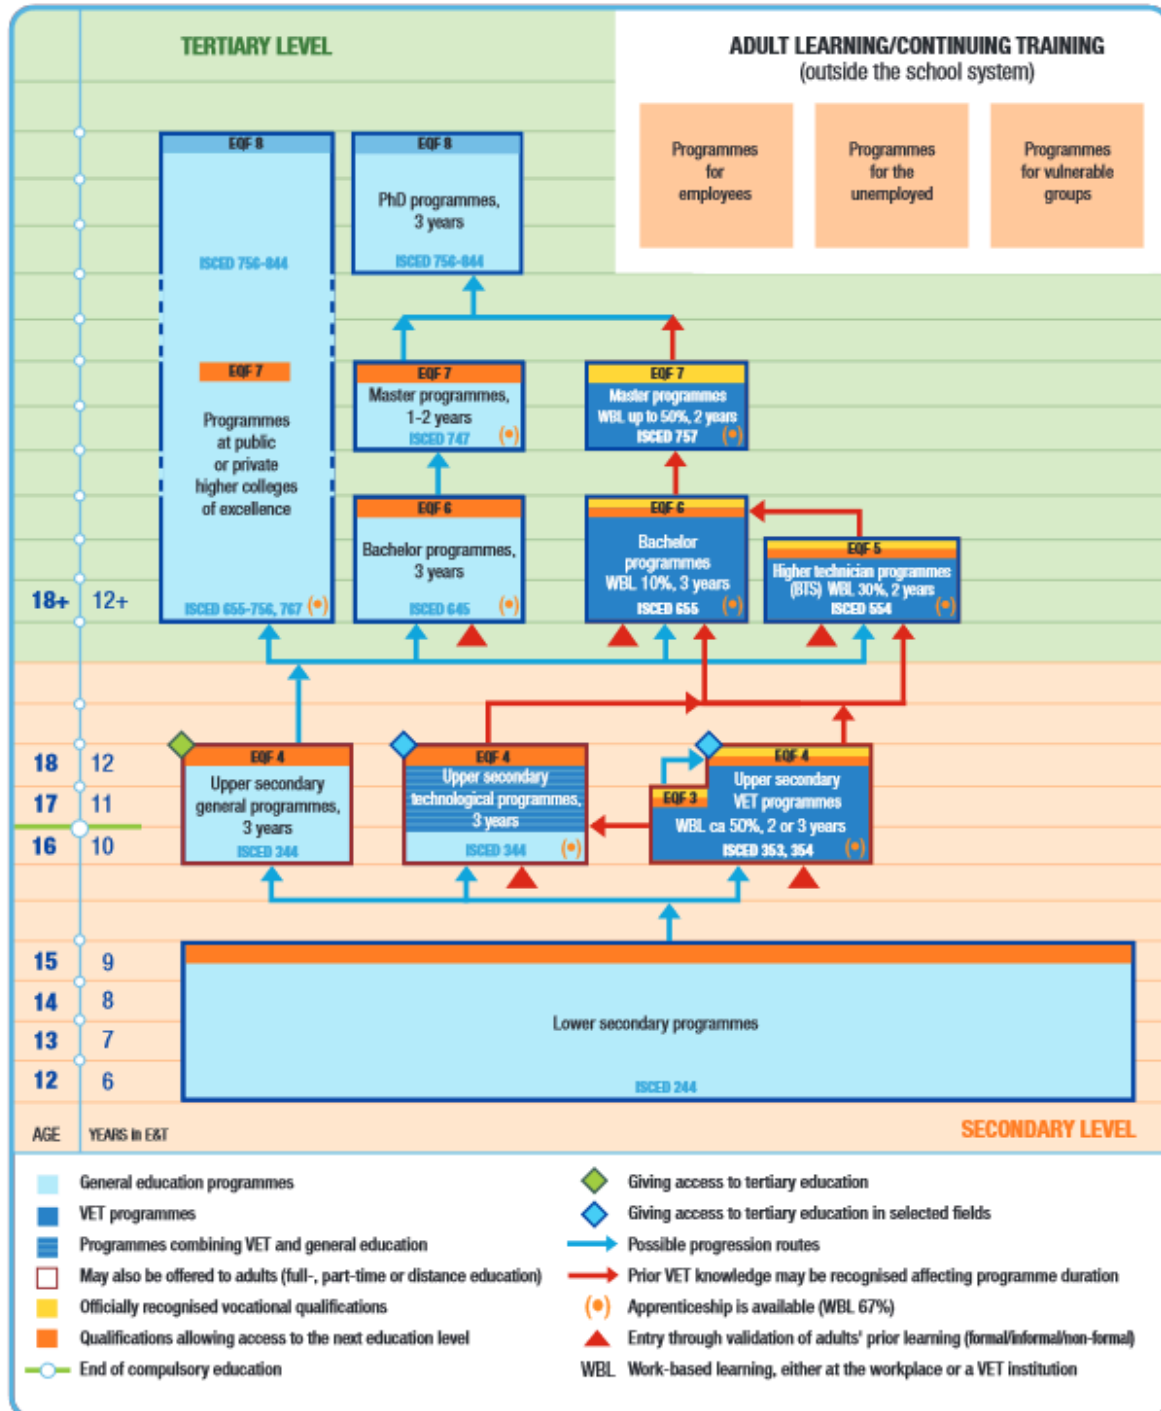 TERTIARY LEVEL
ADULT LEARNING/CONTINUING TRAINING
(outside the school system)
Programmes
for
employees
Programmes
for the
unemployed
Programmes
for vulnerable
groups
EQF 8
ISCED 756-844
EQF 7
Programmes
at public
or private
higher colleges
of excellence
ISCED 655-756, 767
EQF 8
PhD programmes,
3 years
ISCED 756-844
EQF 7
Master programmes,
1-2 years
ISCED 747
EQF 7
Master programmes
WBL up to 50%, 2 years
ISCED 757
EQF 6
Bachelor programmes,
3 years
ISCED 645
EQF 6
Bachelor
programmes
WBL 10%, 3 years
ISCED 655
EQF 5
Higher technician programmes
(BTS) WBL 30%, 2 years
ISCED 554
18+ 12+
EQF 4
Upper secondary
general programmes,
3 years
ISCED 344
EQF 4
Upper secondary
technological programmes,
3 years
ISCED 344
EQF 3
EQF 4
Upper secondary
VET programmes
WBL ca 50%, 2 or 3 years
ISCED 353, 354
18 12
17 11
16 10
15 9
14 8
13 7
12 6
Lower secondary programmes
ISCED 244
AGE YEARS in E&T
SECONDARY LEVEL
General education programmes
VET programmes
Programmes combining VET and general education
May also be offered to adults (full-, part-time or distance education)
Officially recognised vocational qualifications
Qualifications allowing access to the next education level
End of compulsory education
Giving access to tertiary education
Giving access to tertiary education in selected fields
Possible progression routes
Prior VET knowledge may be recognised affecting programme duration
Apprenticeship is available (WBL 67%)
Entry through validation of adults' prior learning (formal/informal/non-formal)
WBL Work-based learning, either at the workplace or a VET institution